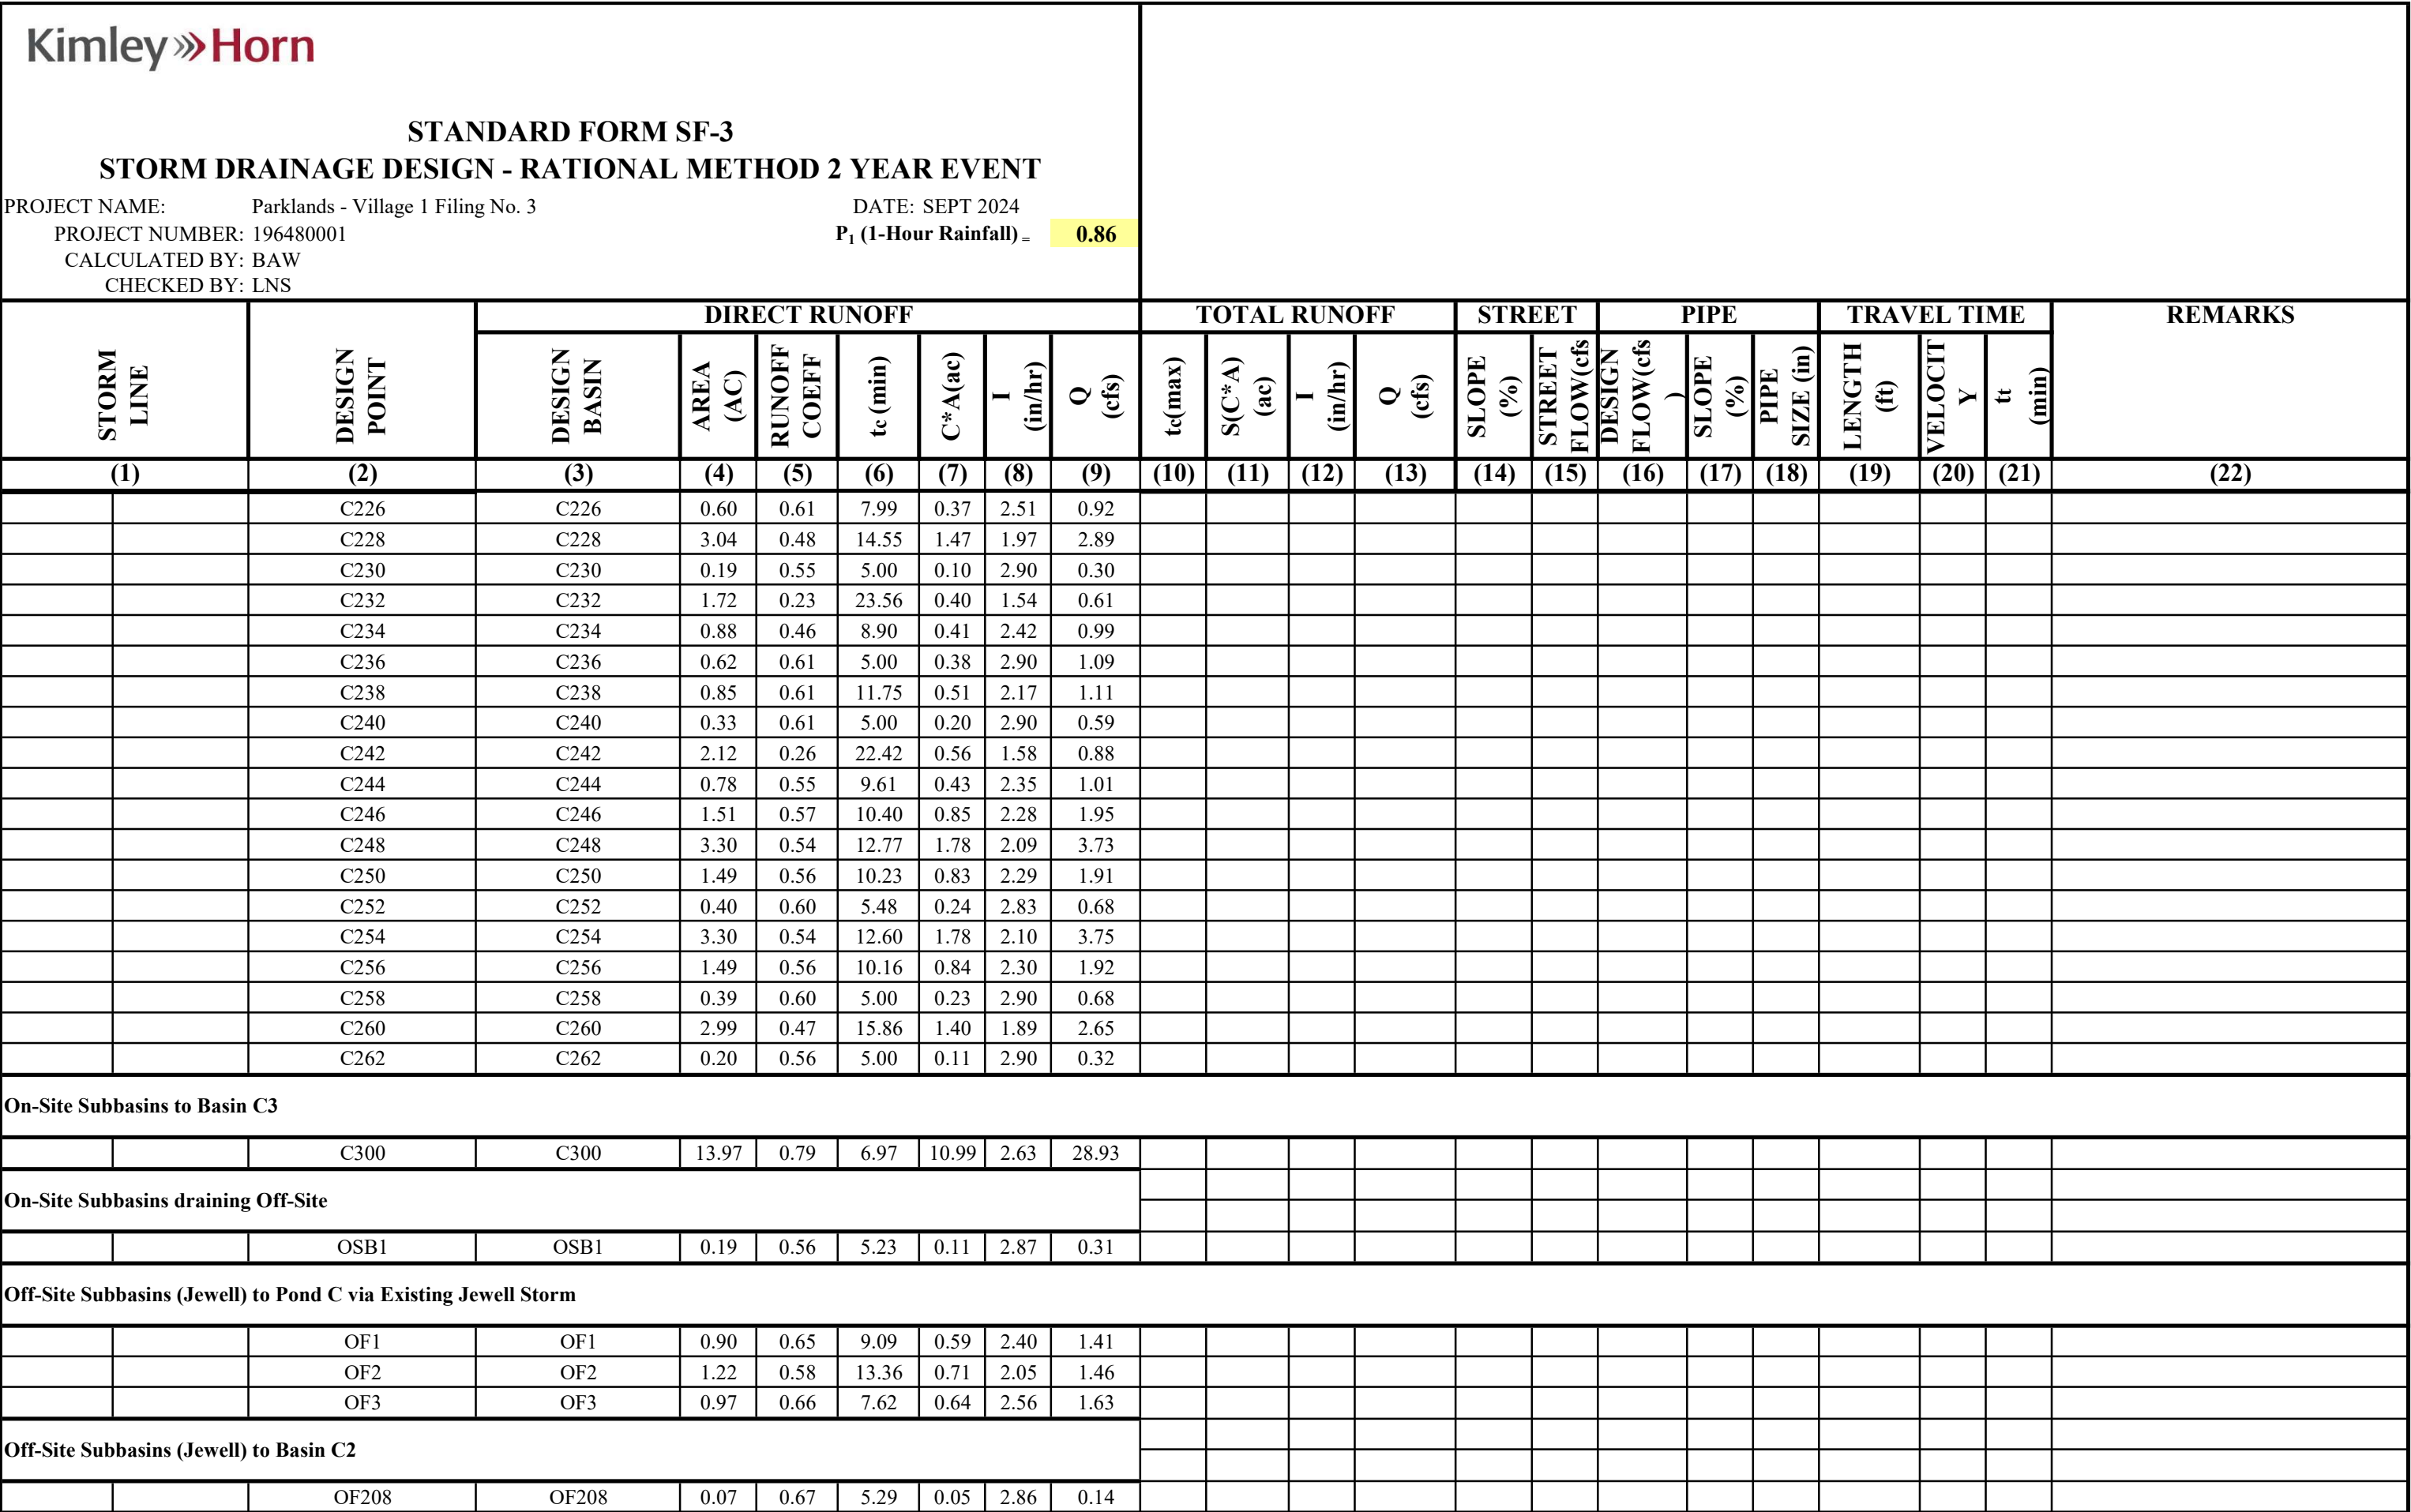 Kimley»Horn
STANDARD FORM SF-3
STORM DRAINAGE DESIGN - RATIONAL METHOD 2 YEAR EVENT
PROJECT NAME: Parklands - Village 1 Filing No. 3 DATE: SEPT 2024
PROJECT NUMBER: 196480001 P1 (1-Hour Rainfall) = 0.86
CALCULATED BY: BAW
CHECKED BY: LNS
DIRECT RUNOFF TOTAL RUNOFF STREET PIPE TRAVEL TIME REMARKS
STORM LINE DESIGN POINT DESIGN BASIN AREA (AC) RUNOFF COEFF tc (min) C*A(ac) I (in/hr) Q (cfs) tc(max) S(C*A) (ac) I (in/hr) Q (cfs) SLOPE (%) STREET FLOW(cfs DESIGN FLOW(cfs ) SLOPE (%) PIPE SIZE (in) LENGTH (ft) VELOCIT Y tt (min)
(1) (2) (3) (4) (5) (6) (7) (8) (9) (10) (11) (12) (13) (14) (15) (16) (17) (18) (19) (20) (21) (22)
C226 C226 0.60 0.61 7.99 0.37 2.51 0.92
C228 C228 3.04 0.48 14.55 1.47 1.97 2.89
C230 C230 0.19 0.55 5.00 0.10 2.90 0.30
C232 C232 1.72 0.23 23.56 0.40 1.54 0.61
C234 C234 0.88 0.46 8.90 0.41 2.42 0.99
C236 C236 0.62 0.61 5.00 0.38 2.90 1.09
C238 C238 0.85 0.61 11.75 0.51 2.17 1.11
C240 C240 0.33 0.61 5.00 0.20 2.90 0.59
C242 C242 2.12 0.26 22.42 0.56 1.58 0.88
C244 C244 0.78 0.55 9.61 0.43 2.35 1.01
C246 C246 1.51 0.57 10.40 0.85 2.28 1.95
C248 C248 3.30 0.54 12.77 1.78 2.09 3.73
C250 C250 1.49 0.56 10.23 0.83 2.29 1.91
C252 C252 0.40 0.60 5.48 0.24 2.83 0.68
C254 C254 3.30 0.54 12.60 1.78 2.10 3.75
C256 C256 1.49 0.56 10.16 0.84 2.30 1.92
C258 C258 0.39 0.60 5.00 0.23 2.90 0.68
C260 C260 2.99 0.47 15.86 1.40 1.89 2.65
C262 C262 0.20 0.56 5.00 0.11 2.90 0.32
On-Site Subbasins to Basin C3
C300 C300 13.97 0.79 6.97 10.99 2.63 28.93
On-Site Subbasins draining Off-Site
OSB1 OSB1 0.19 0.56 5.23 0.11 2.87 0.31
Off-Site Subbasins (Jewell) to Pond C via Existing Jewell Storm
OF1 OF1 0.90 0.65 9.09 0.59 2.40 1.41
OF2 OF2 1.22 0.58 13.36 0.71 2.05 1.46
OF3 OF3 0.97 0.66 7.62 0.64 2.56 1.63
Off-Site Subbasins (Jewell) to Basin C2
OF208 OF208 0.07 0.67 5.29 0.05 2.86 0.14